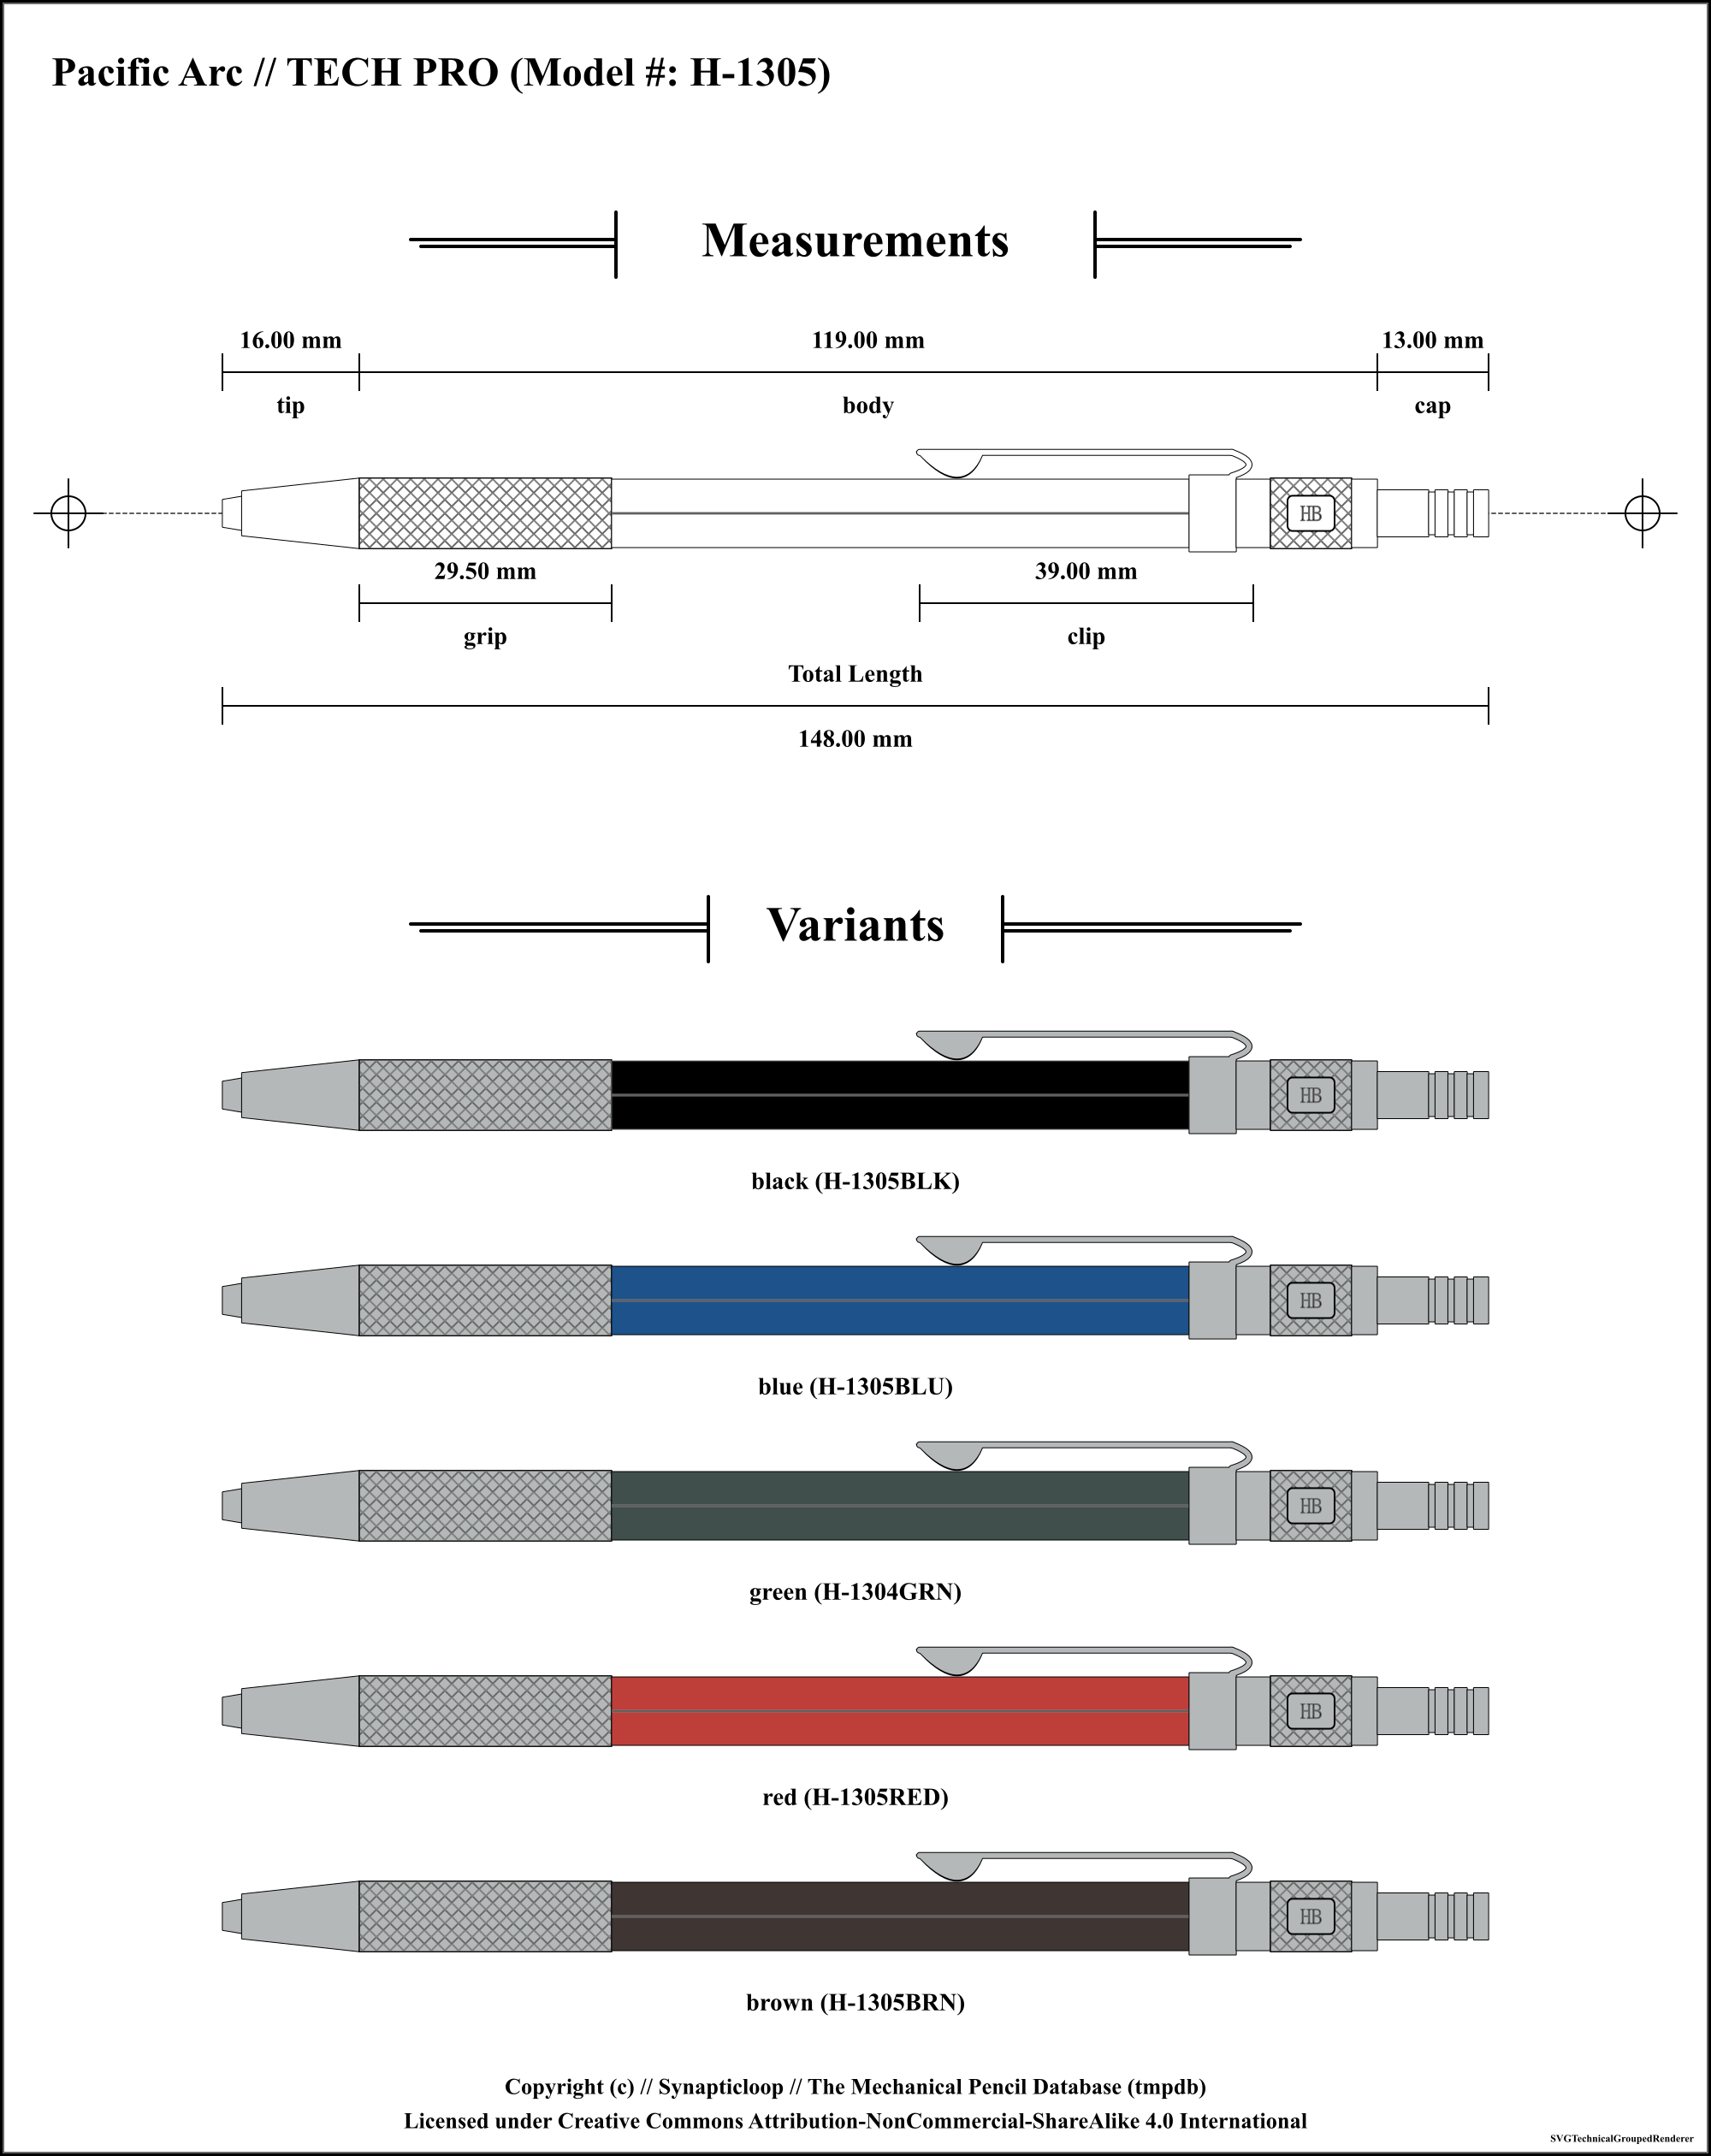 Pacific Arc // TECH PRO (Model #: H-1305)
Measurements
16.00 mm 119.00 mm 13.00 mm
tip body cap
HB
29.50 mm 39.00 mm
grip clip
Total Length
148.00 mm
Variants
HB
black (H-1305BLK)
HB
blue (H-1305BLU)
HB
green (H-1304GRN)
HB
red (H-1305RED)
HB
brown (H-1305BRN)
Copyright (c) // Synapticloop // The Mechanical Pencil Database (tmpdb)
Licensed under Creative Commons Attribution-NonCommercial-ShareAlike 4.0 International
SVGTechnicalGroupedRenderer